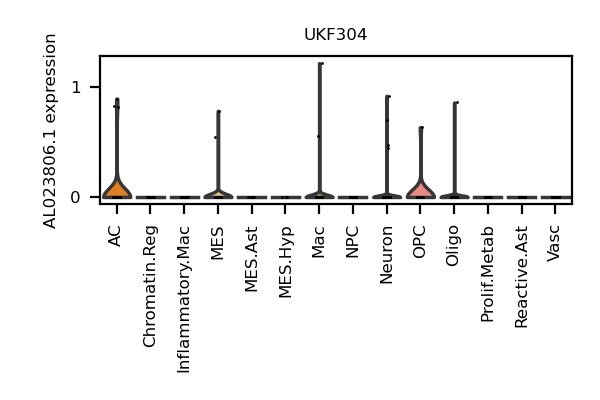 UKF304
AL023806.1 expression
1
0
AC
Chromatin.Reg
Inflammatory.Mac
MES
MES.Ast
MES.Hyp
Mac
NPC
Neuron
OPC
Oligo
Prolif.Metab
Reactive.Ast
Vasc